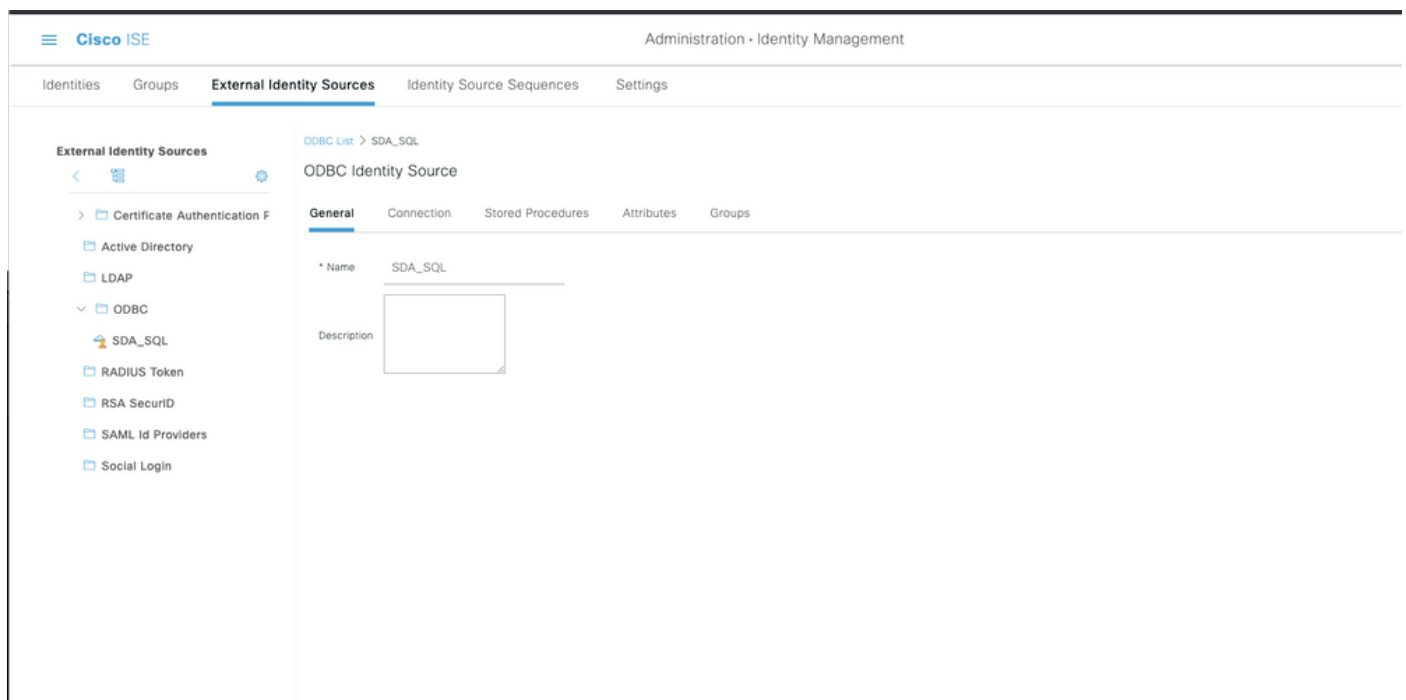 Cisco ISE
Administration · Identity Management
Identities Groups External Identity Sources Identity Source Sequences Settings
External Identity Sources
Certificate Authentication F
Active Directory
LDAP
ODBC
SDA_SQL
RADIUS Token
RSA SecurID
SAML Id Providers
Social Login
ODBC List > SDA_SQL
ODBC Identity Source
General Connection Stored Procedures Attributes Groups
* Name SDA_SQL
Description